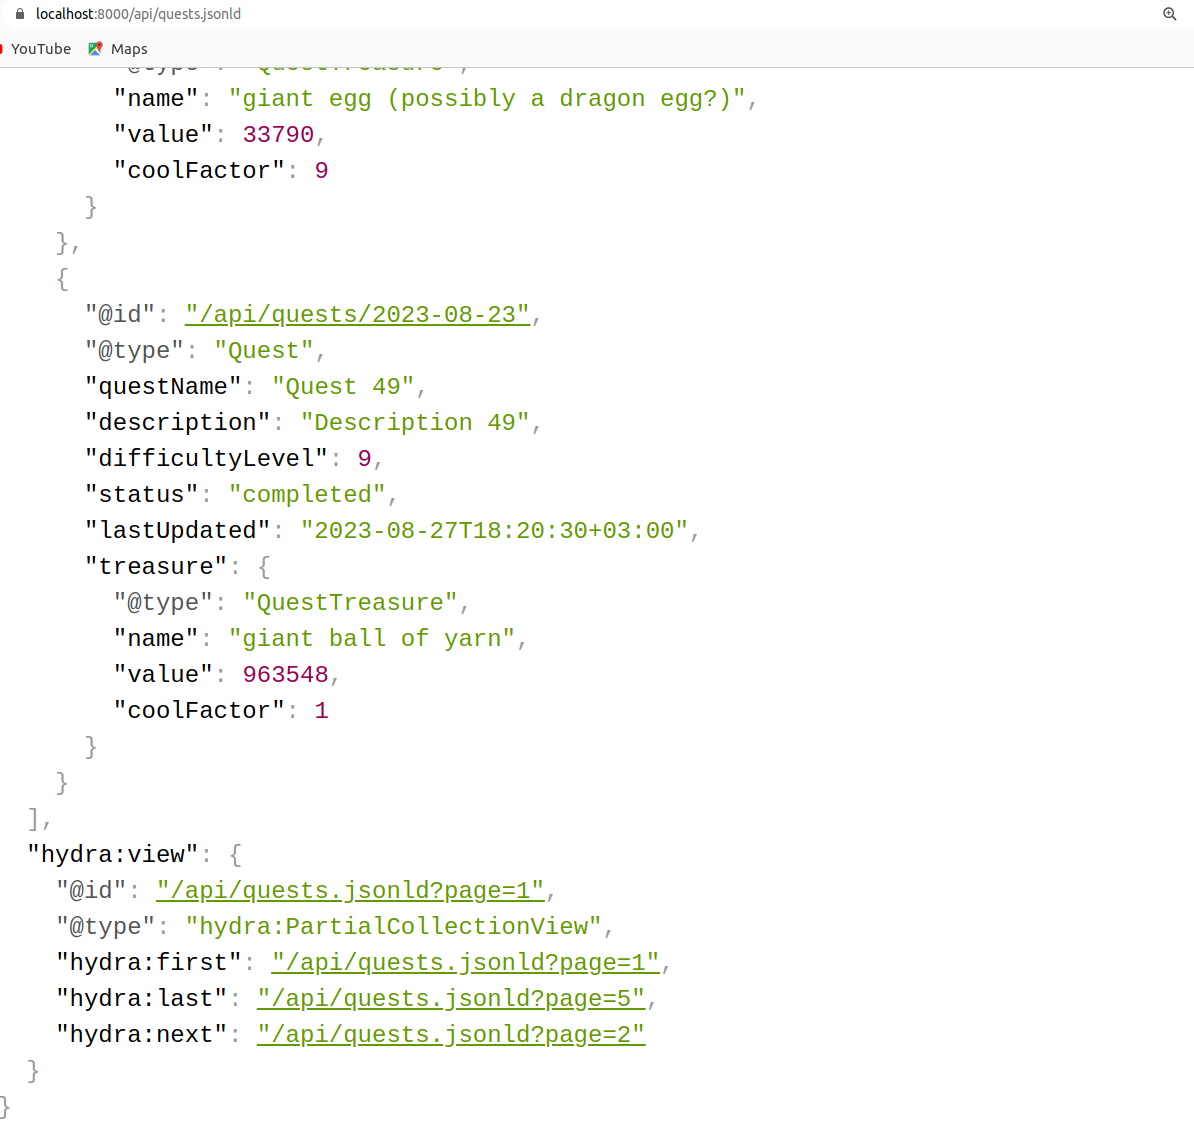 localhost:8000/api/quests.jsonld
YouTube Maps
"name": "giant egg (possibly a dragon egg?)",
"value": 33790,
"coolFactor": 9
}
},
{
"@id": "/api/quests/2023-08-23",
"@type": "Quest",
"questName": "Quest 49",
"description": "Description 49",
"difficultyLevel": 9,
"status": "completed",
"lastUpdated": "2023-08-27T18:20:30+03:00",
"treasure": {
"@type": "QuestTreasure",
"name": "giant ball of yarn",
"value": 963548,
"coolFactor": 1
}
}
],
"hydra:view": {
"@id": "/api/quests.jsonld?page=1",
"@type": "hydra:PartialCollectionView",
"hydra:first": "/api/quests.jsonld?page=1",
"hydra:last": "/api/quests.jsonld?page=5",
"hydra:next": "/api/quests.jsonld?page=2"
}
}